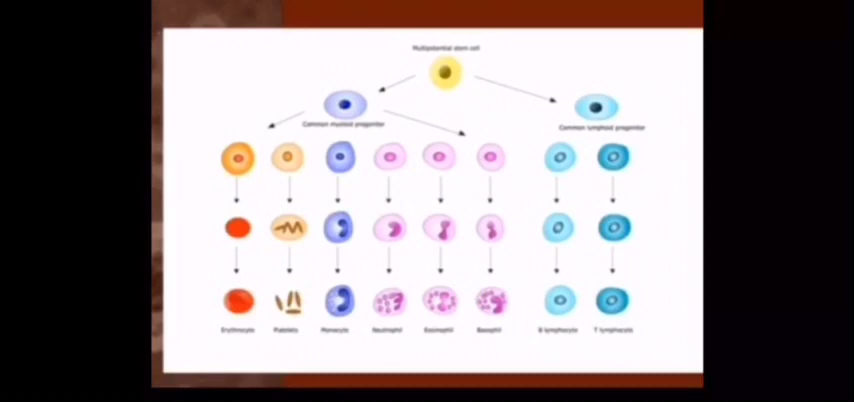 Multipotential stem cell
Common myeloid progenitor
Common lymphoid progenitor
Erythrocyte Platelets Monocyte Neutrophil Eosinophil Basophil B lymphocyte T lymphocyte